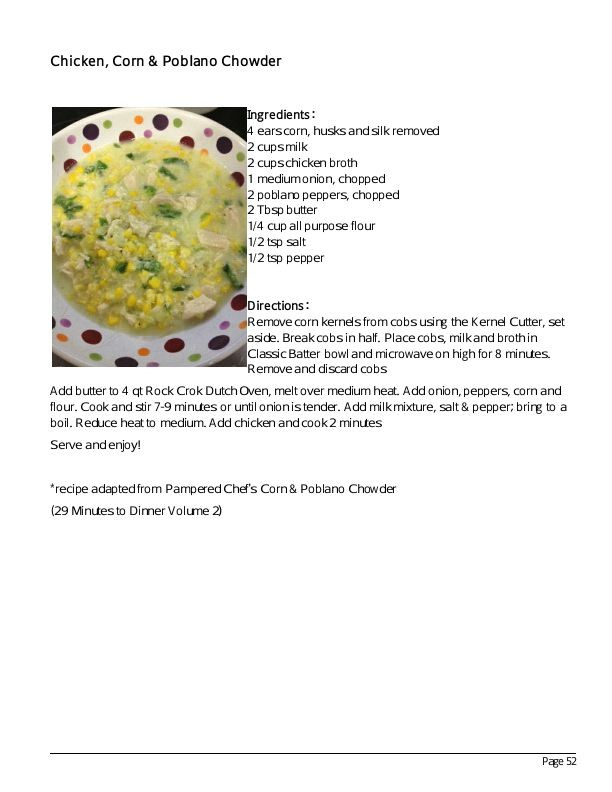 Chicken, Corn & Poblano Chowder
Ingredients:
4 ears corn, husks and silk removed
2 cups milk
2 cups chicken broth
1 medium onion, chopped
2 poblano peppers, chopped
2 Tbsp butter
1/4 cup all purpose flour
1/2 tsp salt
1/2 tsp pepper
Directions:
Remove corn kernels from cobs using the Kernel Cutter, set
aside. Break cobs in half. Place cobs, milk and broth in
Classic Batter bowl and microwave on high for 8 minutes.
Remove and discard cobs
Add butter to 4 qt Rock Crok Dutch Oven, melt over medium heat. Add onion, peppers, corn and
flour. Cook and stir 7-9 minutes or until onion is tender. Add milk mixture, salt & pepper; bring to a
boil. Reduce heat to medium. Add chicken and cook 2 minutes
Serve and enjoy!
*recipe adapted from Pampered Chef's Corn & Poblano Chowder
(29 Minutes to Dinner Volume 2)
Page 52